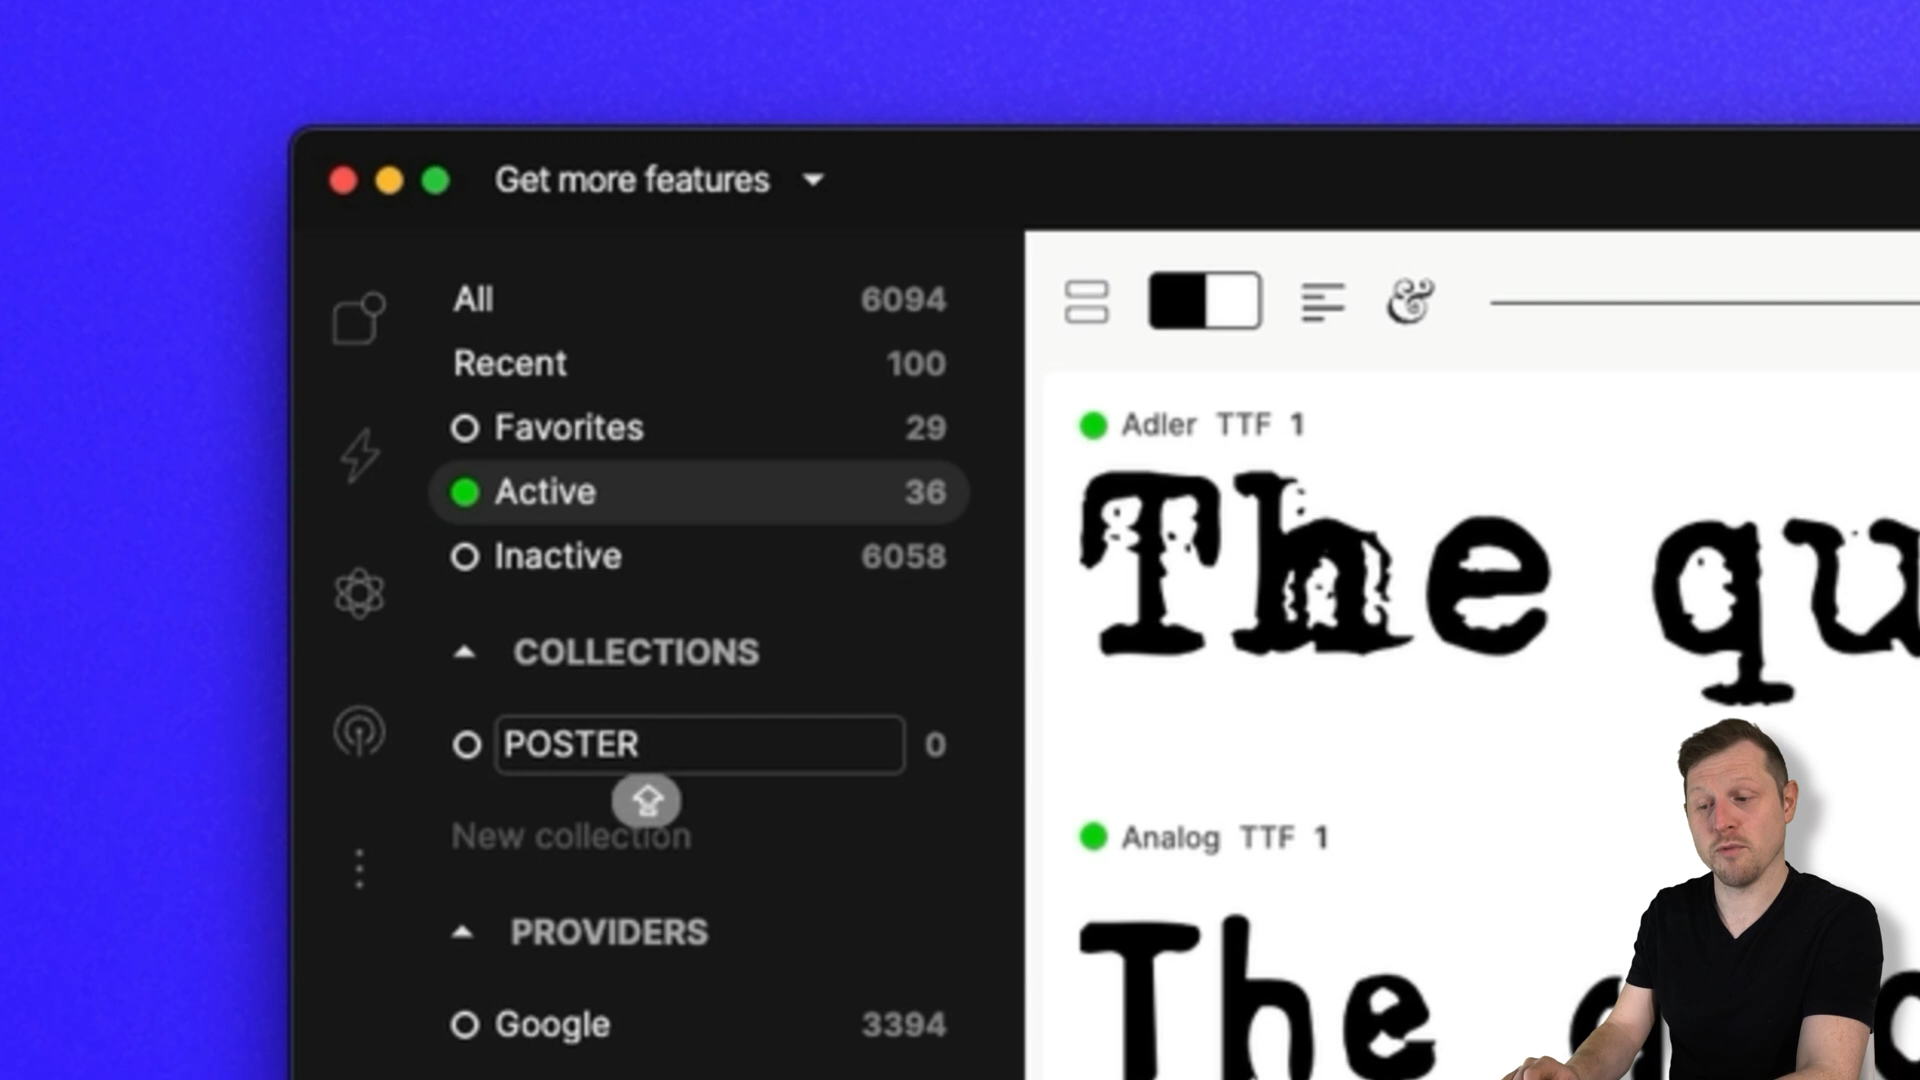 Get more features
All 6094
Recent 100
Favorites 29
Active 36
Inactive 6058
COLLECTIONS
POSTER 0
New collection
PROVIDERS
Google 3394
&
Adler TTF 1
The qu
Analog TTF 1
The q